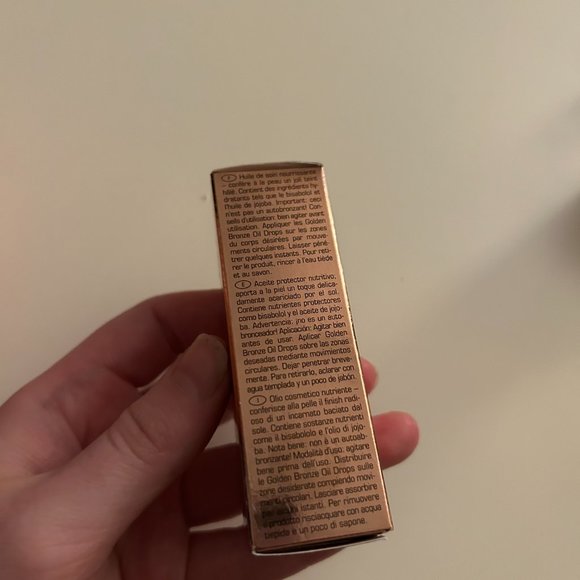 F Huile de soin nourrissante
– confère à la peau un joli teint
hâlé. Contient des ingrédients hy-
dratants tels que le bisabolol et
l'huile de jojoba. Important: ceci
n'est pas un autobronzant! Con-
seils d'utilisation: bien agiter avant
utilisation. Appliquer les Golden
Bronze Oil Drops sur les zones
du corps désirées par mouve-
ments circulaires. Laisser péné-
trer quelques instants. Pour reti-
rer le produit, rincer à l'eau tiède
et au savon.
E Aceite protector nutritivo,
aporta a la piel un toque delica-
damente acariciado por el sol.
Contiene nutrientes protectores
como bisabolol y el aceite de jojo-
ba. Advertencia: ¡no es un auto-
bronceador! Aplicación: Agitar bien
antes de usar. Aplicar Golden
Bronze Oil Drops sobre las zonas
deseadas mediante movimientos
circulares. Dejar penetrar breve-
mente. Para retirarlo, aclarar con
agua templada y un poco de jabón.
I Olio cosmetico nutriente –
conferisce alla pelle il finish radi-
oso di un incarnato baciato dal
sole. Contiene sostanze nutrienti
come il bisabololo e l'olio di jojo-
ba. Nota bene: non è un autoab-
bronzante! Modalità d'uso: agitare
bene prima dell'uso. Distribuire
le Golden Bronze Oil Drops sulle
zone desiderate compiendo movi-
menti circolari. Lasciare assorbire
per alcuni istanti. Per rimuovere
il prodotto risciacquare con acqua
tiepida e un poco di sapone.